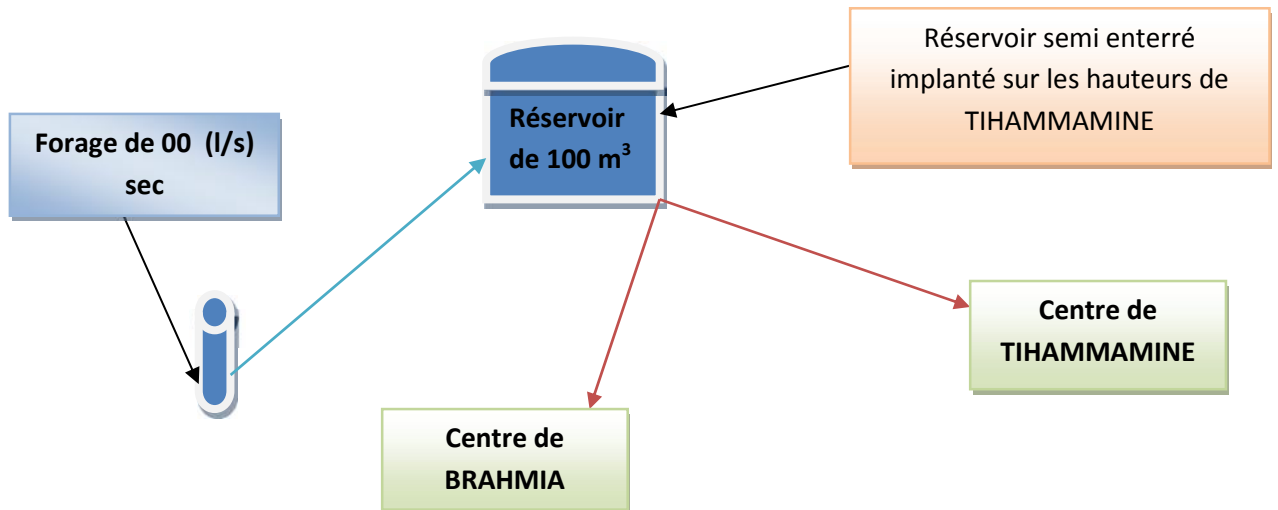 Réservoir semi enterré
implanté sur les hauteurs de
TIHAMMAMINE
Forage de 00  (l/s)
sec
Réservoir
de 100 m³
Centre de
TIHAMMAMINE
Centre de
BRAHMIA